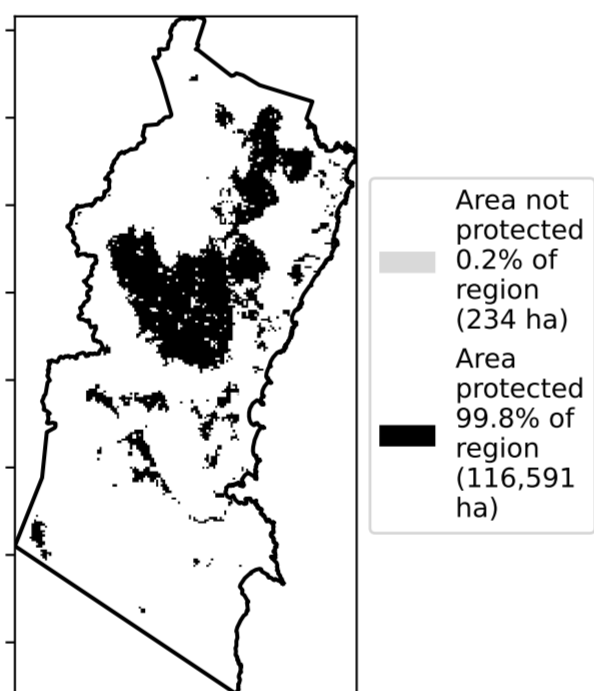 Area not
protected
0.2% of
region
(234 ha)
Area
protected
99.8% of
region
(116,591
ha)